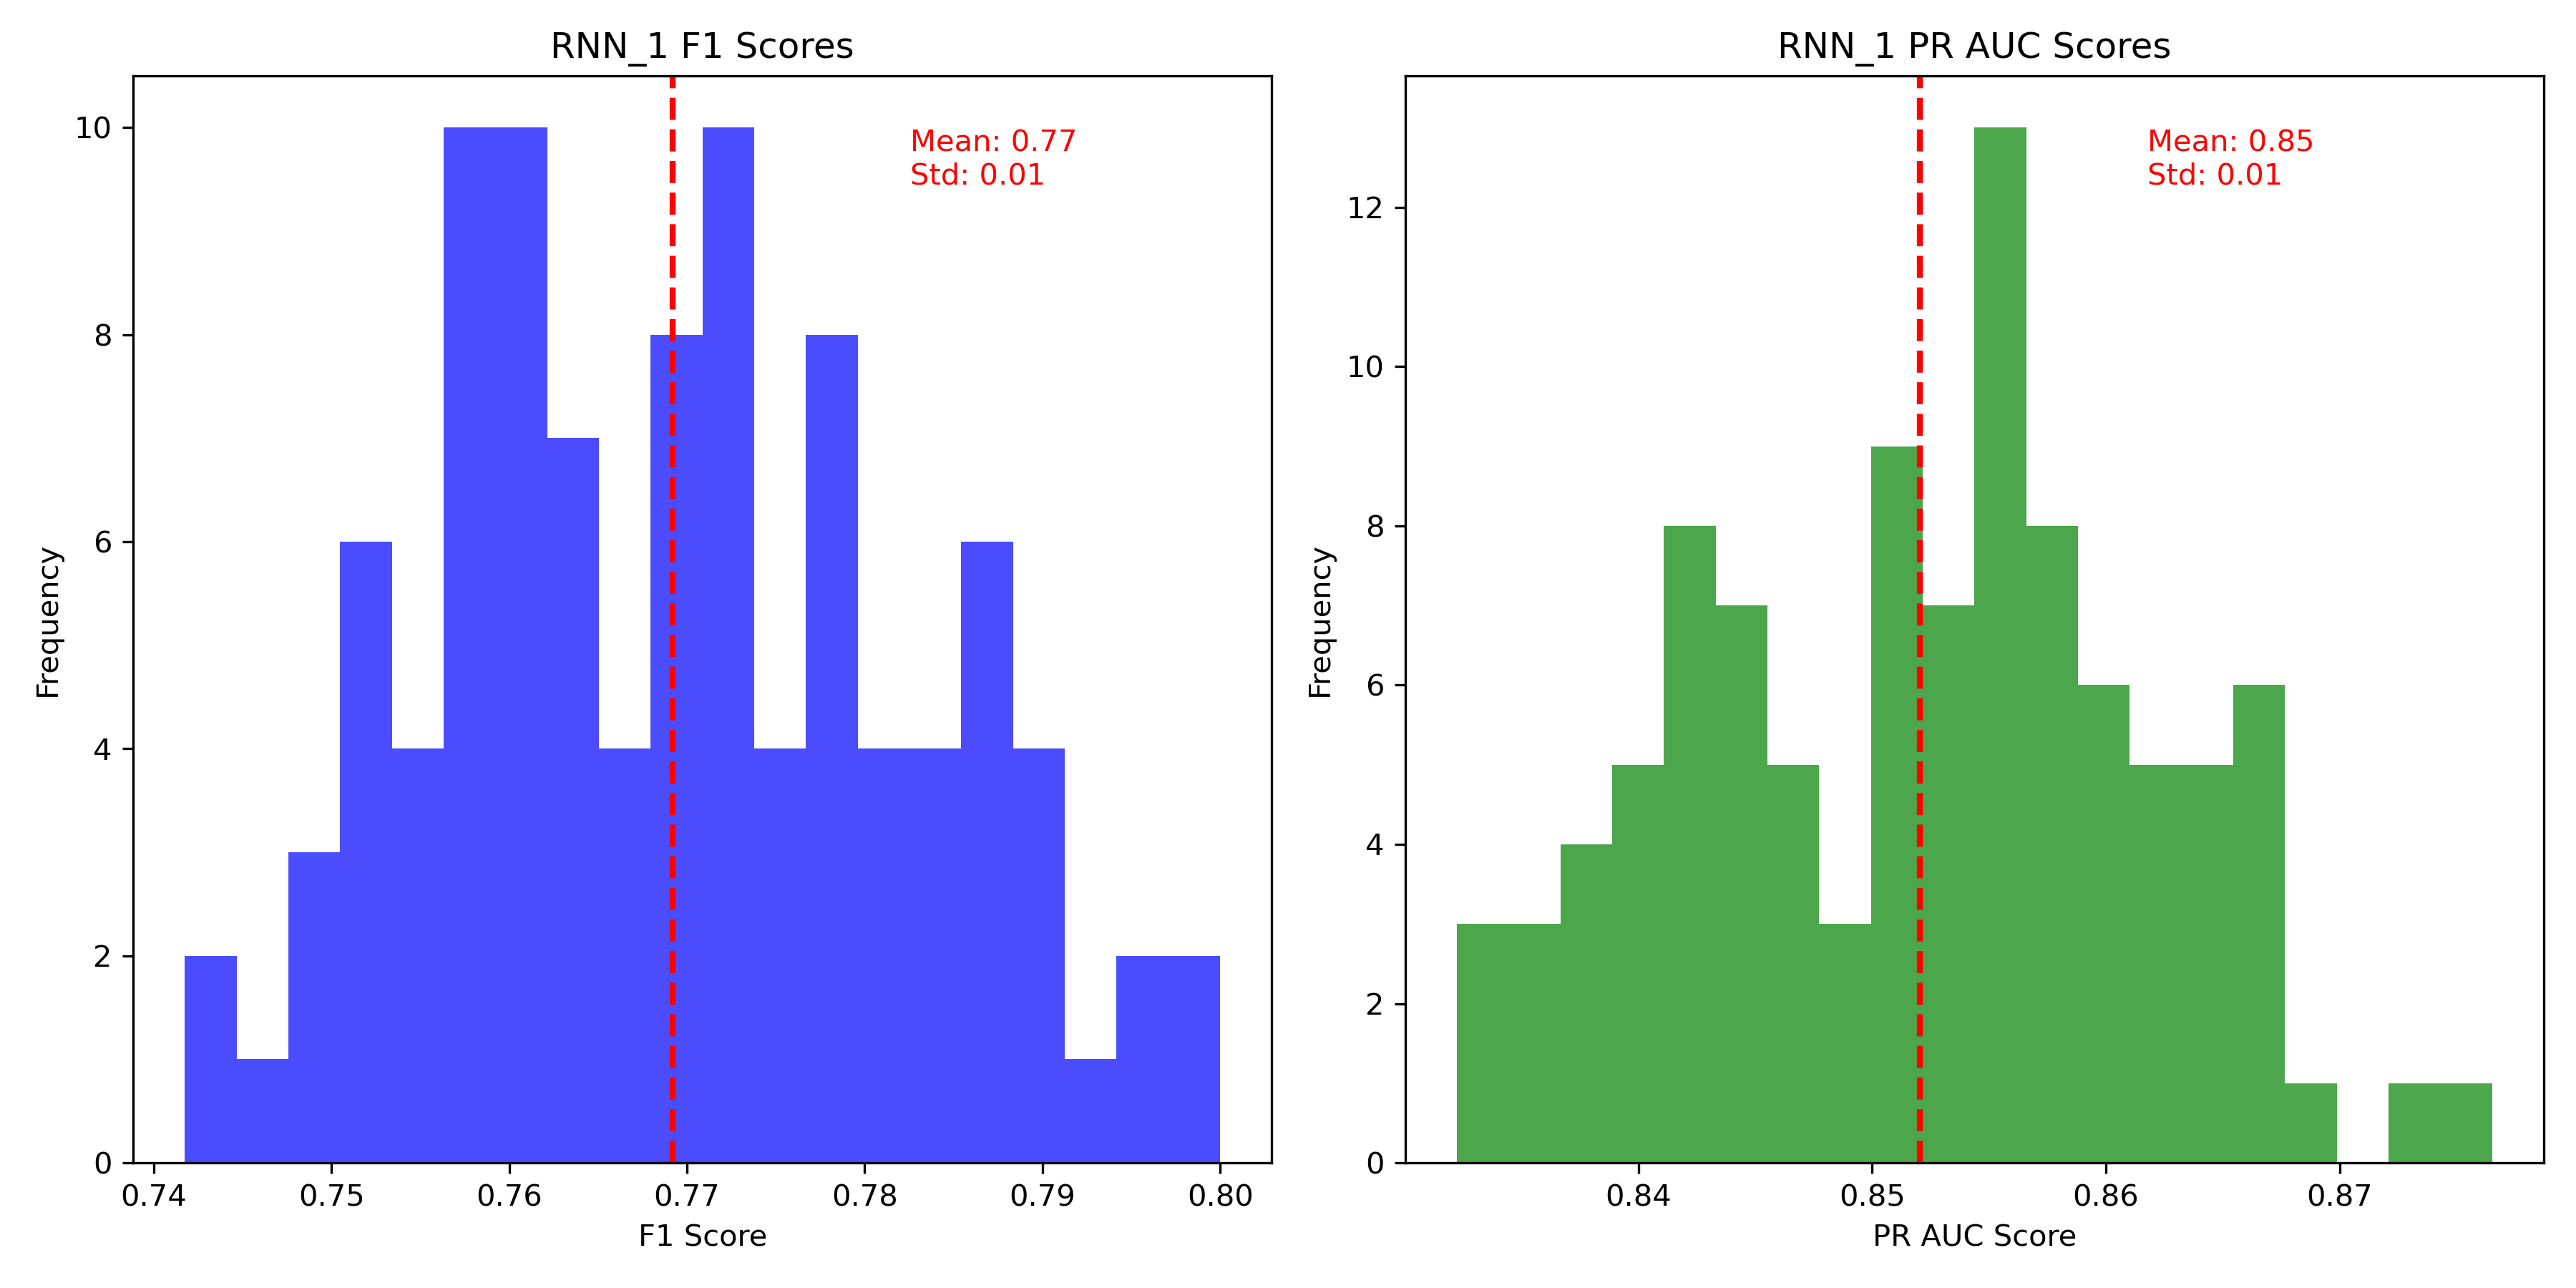 RNN_1 F1 Scores
Mean: 0.77
Std: 0.01
Frequency
10
8
6
4
2
0
0.74 0.75 0.76 0.77 0.78 0.79 0.80
F1 Score
RNN_1 PR AUC Scores
Mean: 0.85
Std: 0.01
Frequency
12
10
8
6
4
2
0
0.84 0.85 0.86 0.87
PR AUC Score